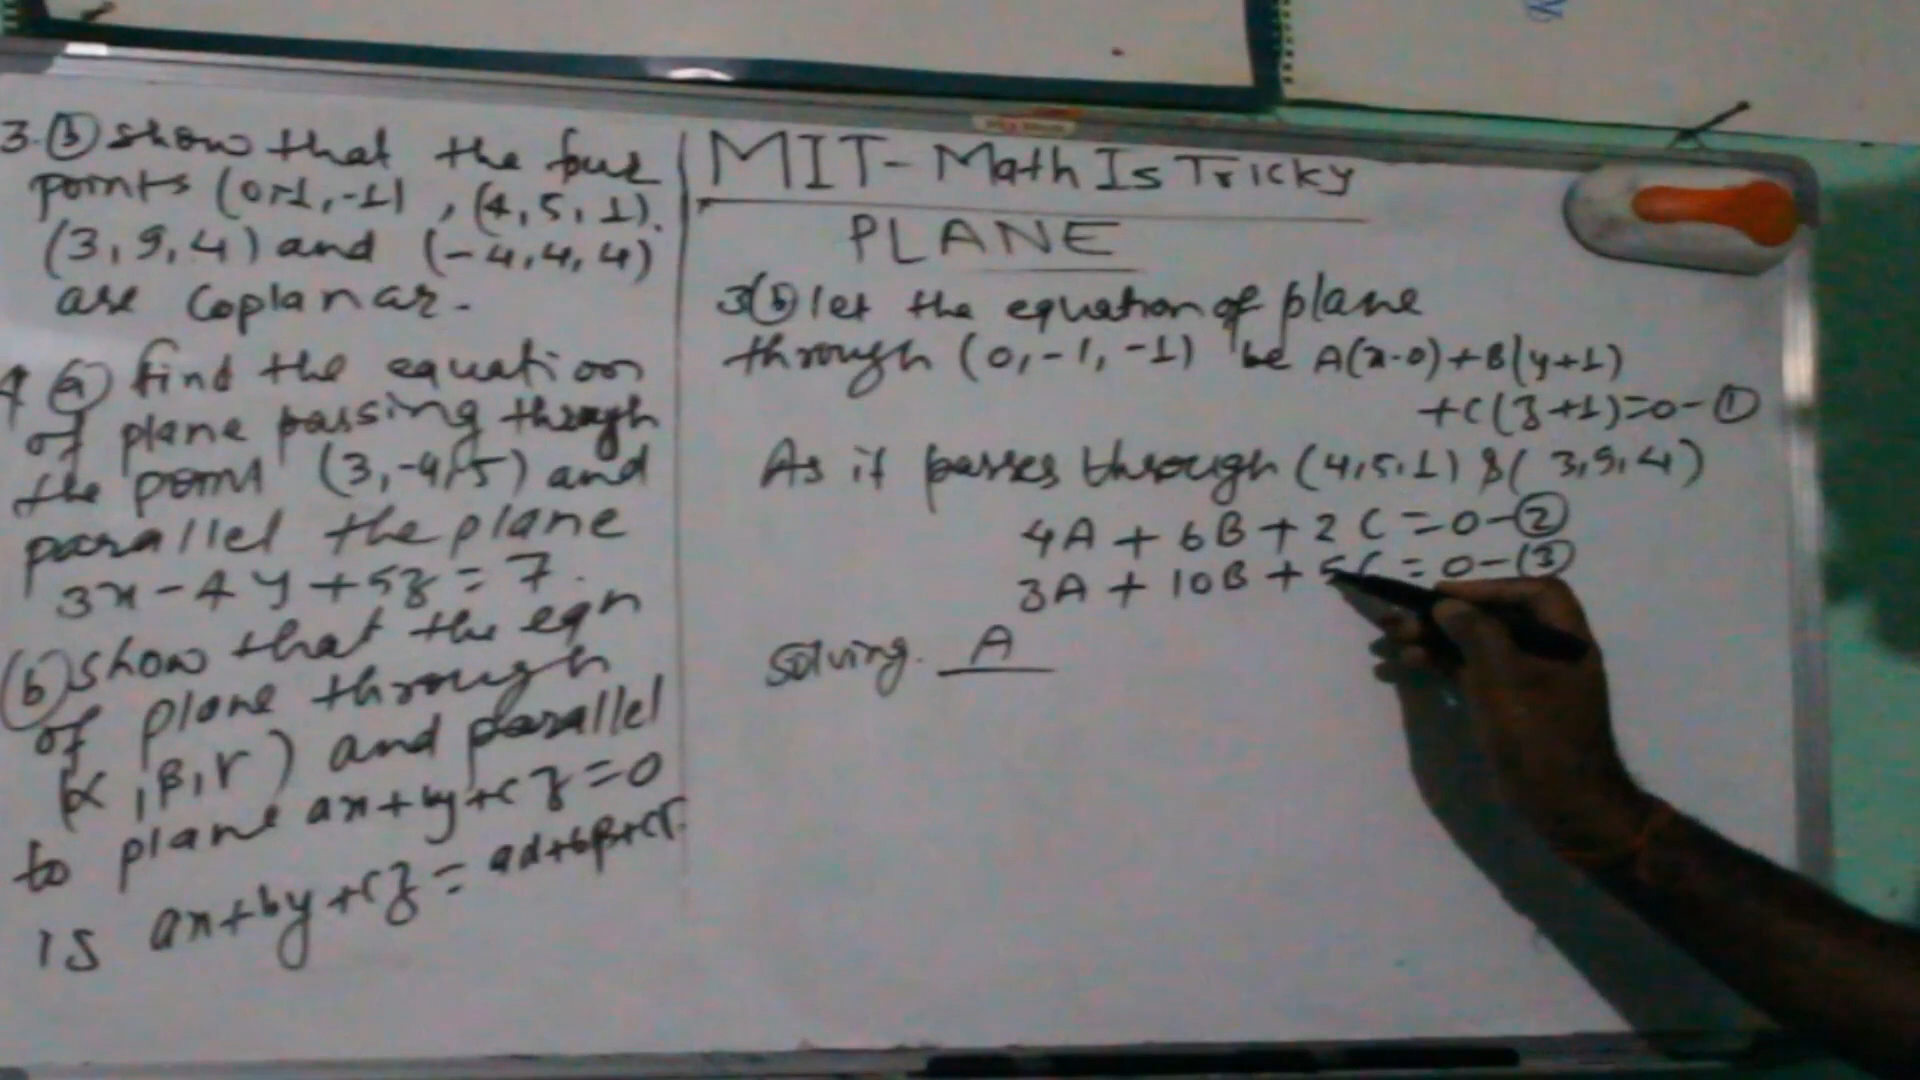 3. (b) show that the four
points (0,-1,-1), (4,5,1).
(3,9,4) and (-4,4,4)
are coplanar.
4 (a) find the equation
of plane passing through
the point (3,-4,5) and
parallel the plane
3x-4y+5z=7.
(b) show that the eqn
of plane through
(α,β,γ) and parallel
to plane ax+by+cz=0
is ax+by+cz=aα+bβ+cγ.
MIT-Math Is Tricky
PLANE
3(b) let the equation of plane
through (0,-1,-1) be A(x-0)+B(y+1)
+C(z+1)=0-①
As it passes through (4,5,1) & (3,9,4)
4A+6B+2C=0-②
3A+10B+5C=0-③
solving. A